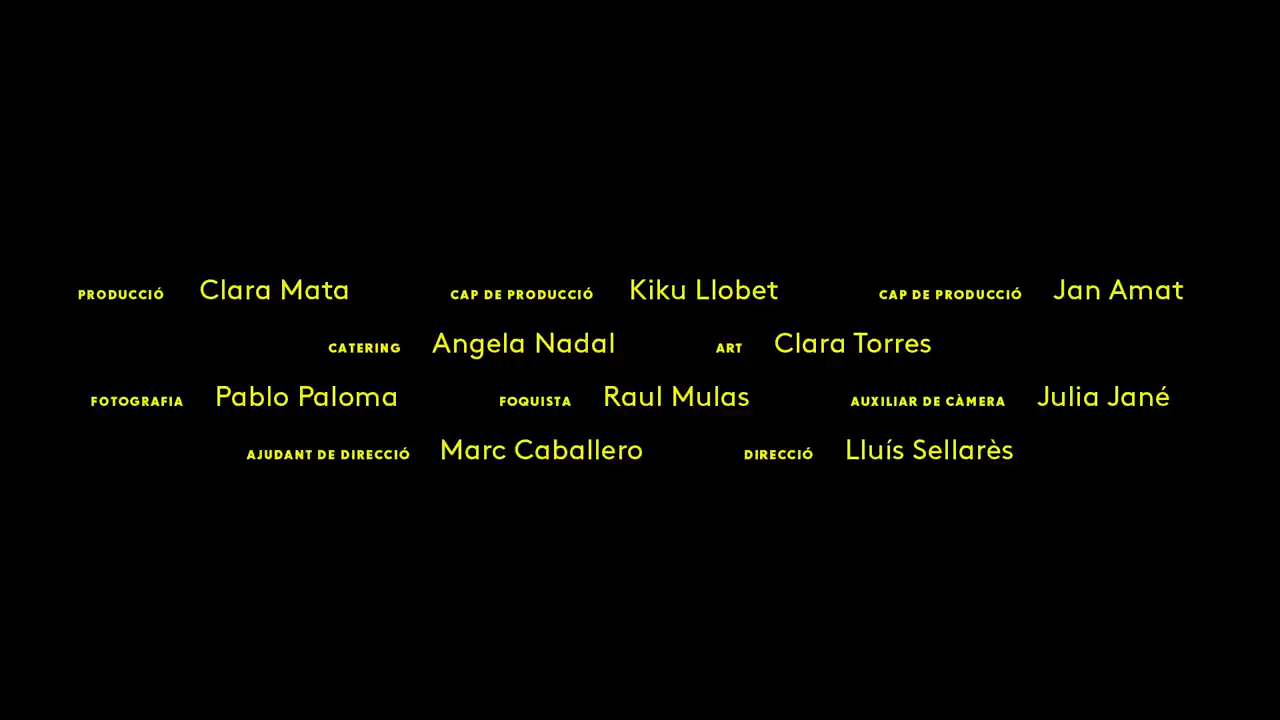 PRODUCCIÓ Clara Mata CAP DE PRODUCCIÓ Kiku Llobet CAP DE PRODUCCIÓ Jan Amat
CATERING Angela Nadal ART Clara Torres
FOTOGRAFIA Pablo Paloma FOQUISTA Raul Mulas AUXILIAR DE CÀMERA Julia Jané
AJUDANT DE DIRECCIÓ Marc Caballero DIRECCIÓ Lluís Sellarès